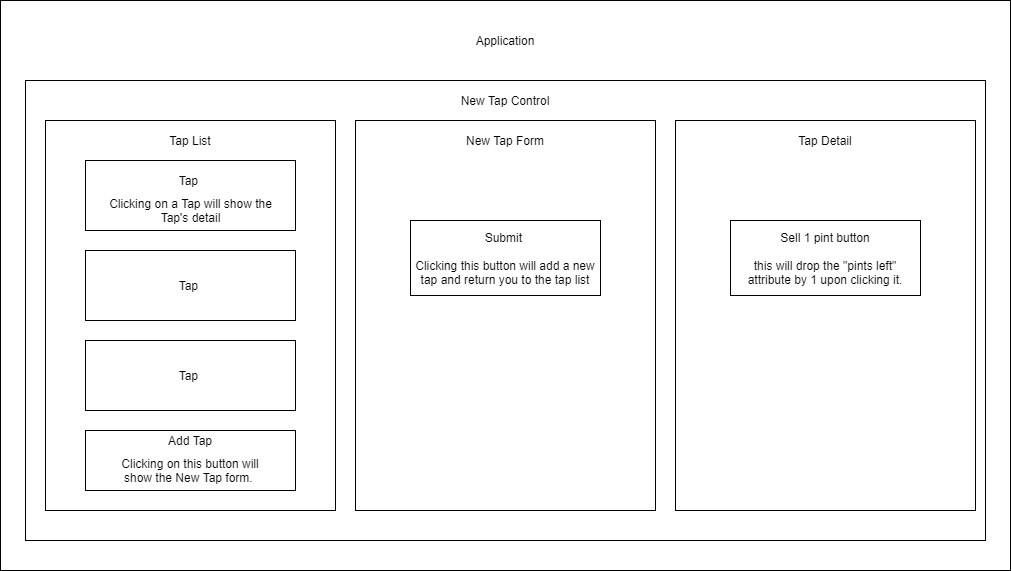 Application
New Tap Control
Tap List
Tap
Clicking on a Tap will show the
Tap's detail
Tap
Tap
Add Tap
Clicking on this button will
show the New Tap form.
New Tap Form
Submit
Clicking this button will add a new
tap and return you to the tap list
Tap Detail
Sell 1 pint button
this will drop the "pints left"
attribute by 1 upon clicking it.